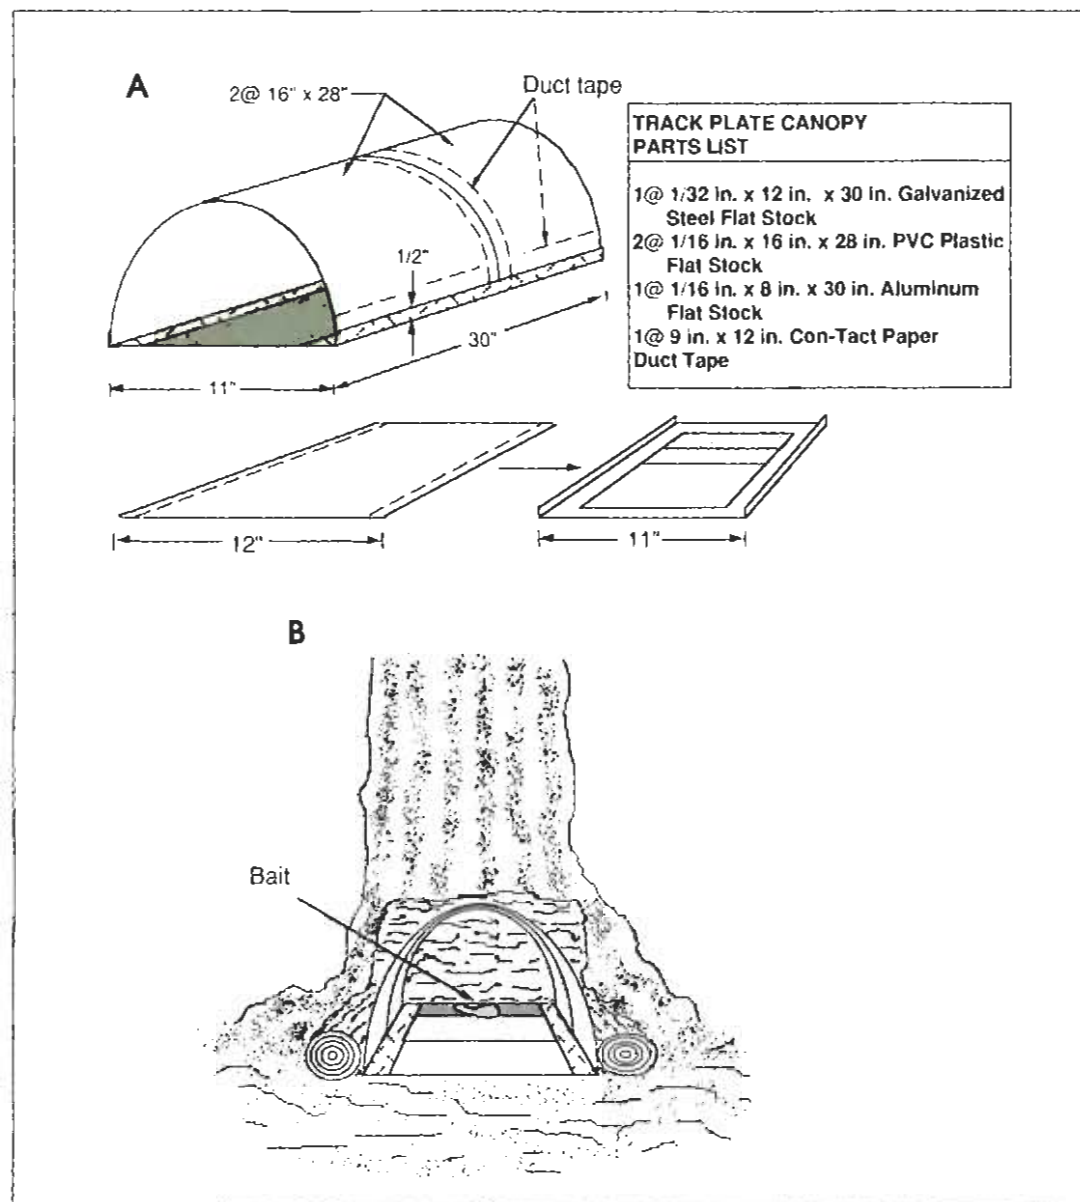 A
2@ 16" x 28"
Duct tape
1/2"
30"
11"
TRACK PLATE CANOPY
PARTS LIST
1@ 1/32 in. x 12 in. x 30 in. Galvanized
Steel Flat Stock
2@ 1/16 in. x 16 in. x 28 in. PVC Plastic
Flat Stock
1@ 1/16 in. x 8 in. x 30 in. Aluminum
Flat Stock
1@ 9 in. x 12 in. Con-Tact Paper
Duct Tape
12"
11"
B
Bait